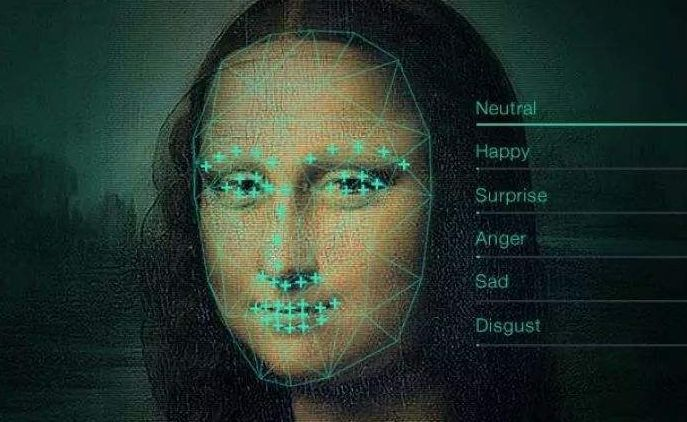 Neutral
Happy
Surprise
Anger
Sad
Disgust